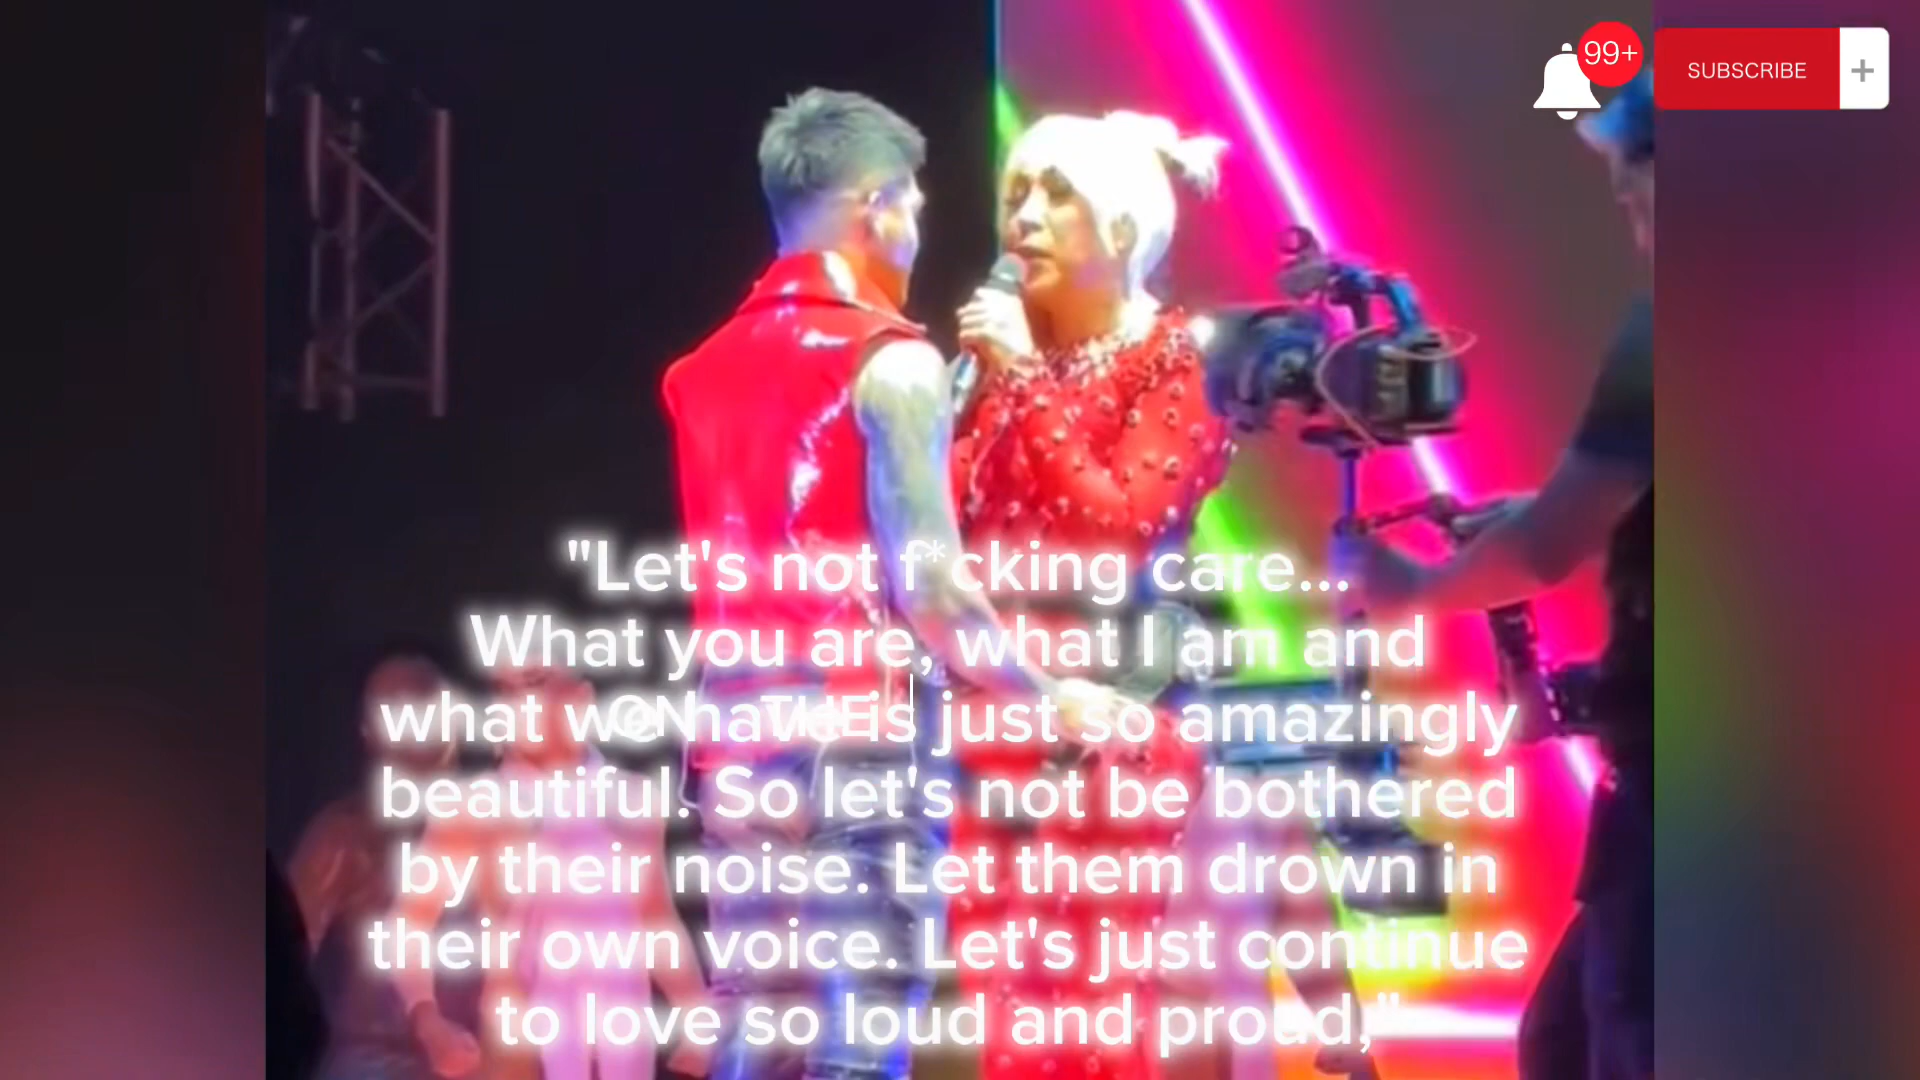 99+
SUBSCRIBE +
"Let's not f*cking care...
What you are, what I am and
what we have is just so amazingly
ON THE
beautiful. So let's not be bothered
by their noise. Let them drown in
their own voice. Let's just continue
to love so loud and proud,"